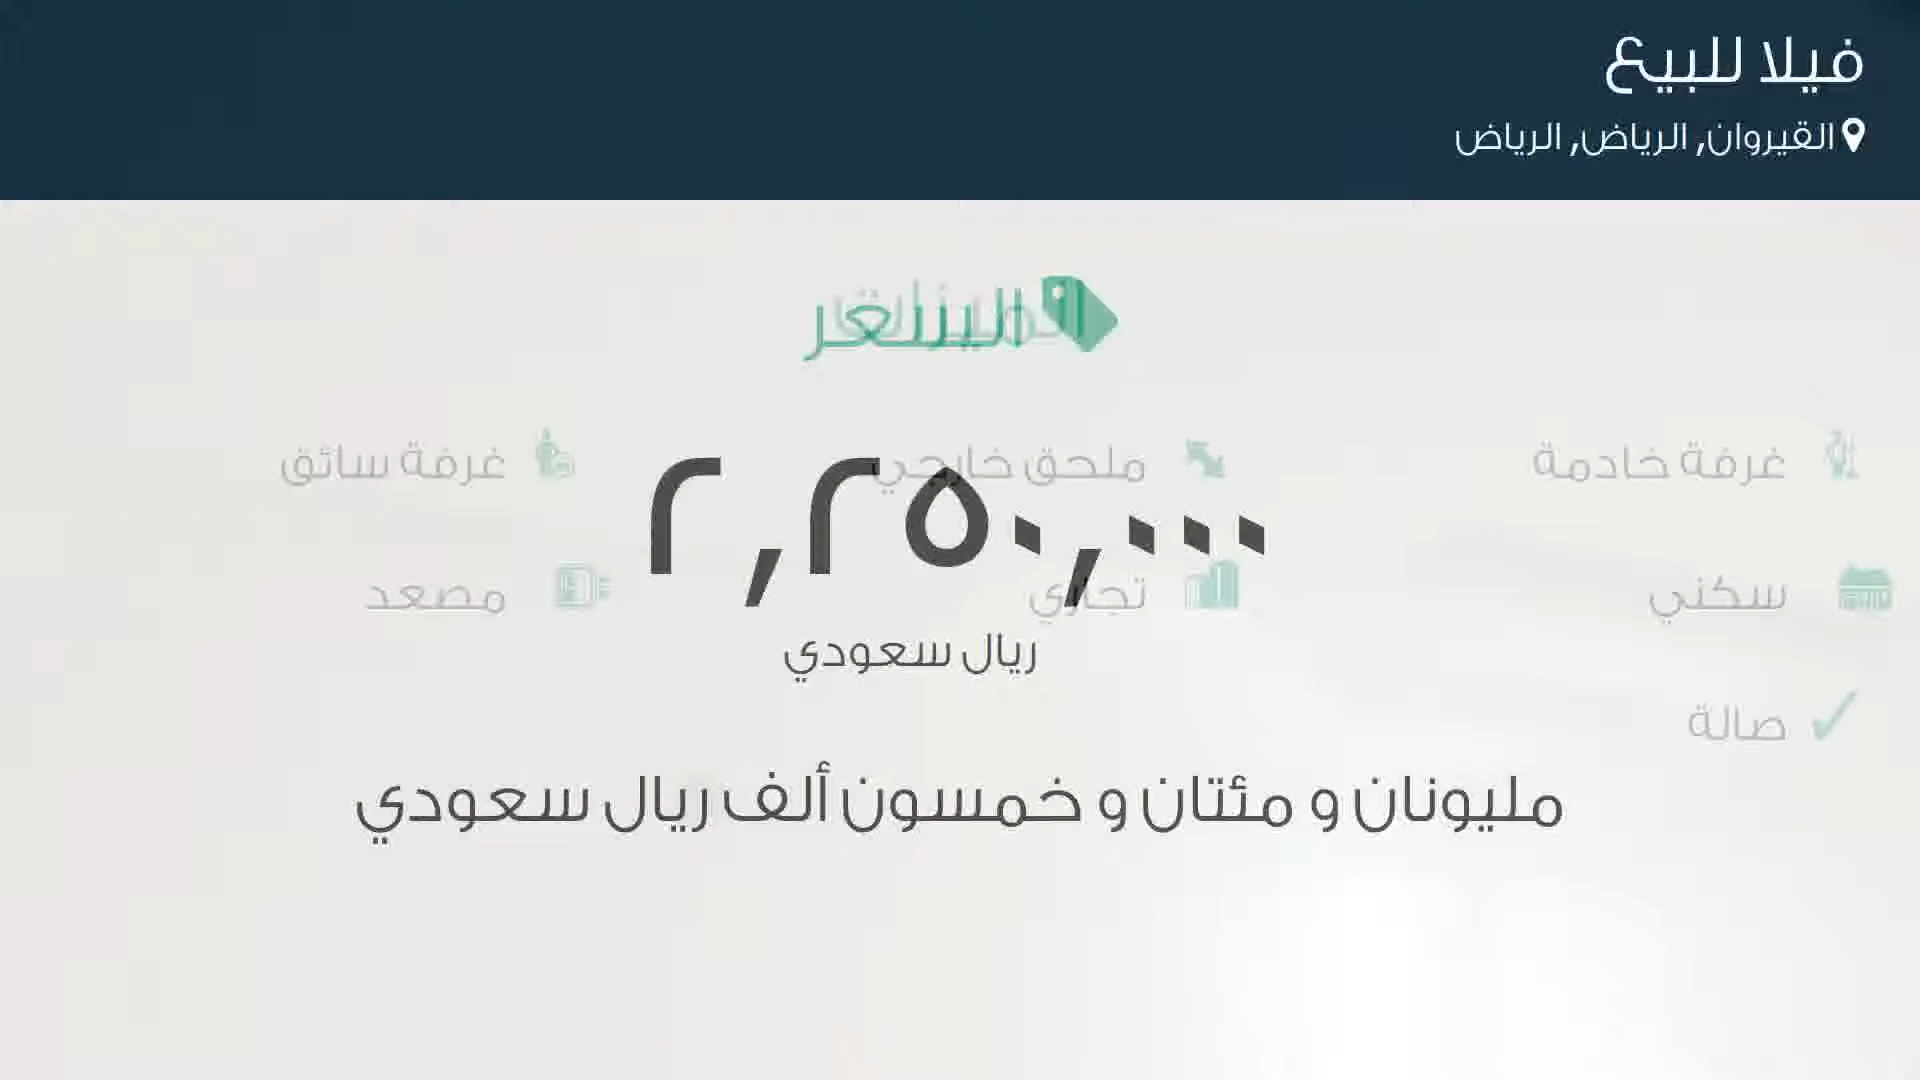 فيلا للبيع
القيروان, الرياض, الرياض
السعر
غرفة خادمة
ملحق خارجي
غرفة سائق
٢,٢٥٠,٠٠٠
سكني
تجاري
مصعد
ريال سعودي
صالة
مليونان و مئتان و خمسون ألف ريال سعودي